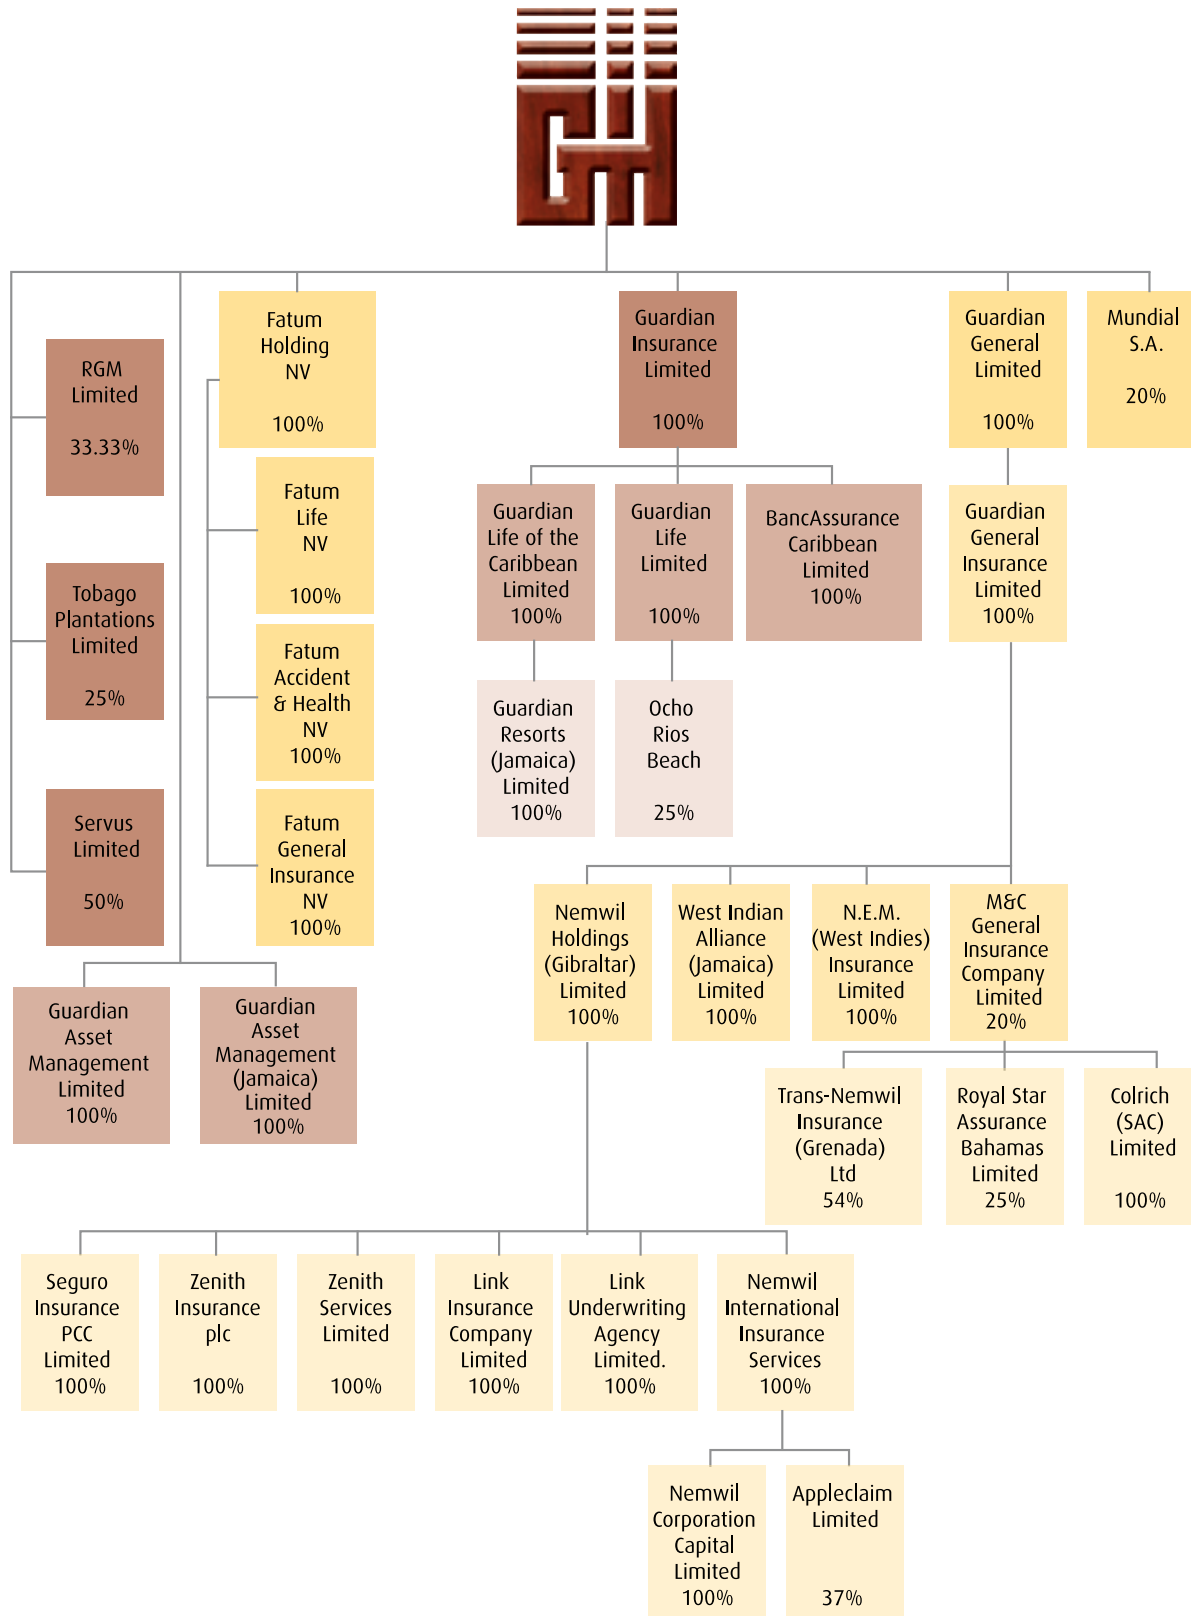 GH
Fatum
Holding
NV
100%
Guardian
Insurance
Limited
100%
Guardian
General
Limited
100%
Mundial
S.A.
20%
RGM
Limited
33.33%
Tobago
Plantations
Limited
25%
Servus
Limited
50%
Fatum
Life
NV
100%
Fatum
Accident
& Health
NV
100%
Fatum
General
Insurance
NV
100%
Guardian
Asset
Management
Limited
100%
Guardian
Asset
Management
(Jamaica)
Limited
100%
Guardian
Life of the
Caribbean
Limited
100%
Guardian
Life
Limited
100%
BancAssurance
Caribbean
Limited
100%
Guardian
General
Insurance
Limited
100%
Guardian
Resorts
(Jamaica)
Limited
100%
Ocho
Rios
Beach
25%
Nemwil
Holdings
(Gibraltar)
Limited
100%
West Indian
Alliance
(Jamaica)
Limited
100%
N.E.M.
(West Indies)
Insurance
Limited
100%
M&C
General
Insurance
Company
Limited
20%
Trans-Nemwil
Insurance
(Grenada)
Ltd
54%
Royal Star
Assurance
Bahamas
Limited
25%
Colrich
(SAC)
Limited
100%
Seguro
Insurance
PCC
Limited
100%
Zenith
Insurance
plc
100%
Zenith
Services
Limited
100%
Link
Insurance
Company
Limited
100%
Link
Underwriting
Agency
Limited.
100%
Nemwil
International
Insurance
Services
100%
Nemwil
Corporation
Capital
Limited
100%
Appleclaim
Limited
37%